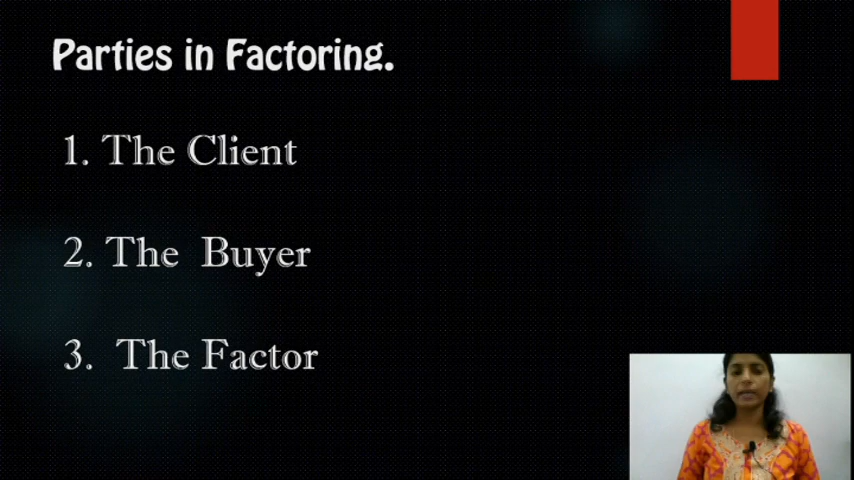 Parties in Factoring.
1. The Client
2. The Buyer
3. The Factor